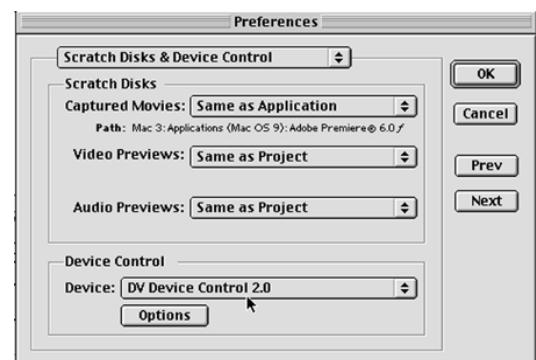 Preferences
Scratch Disks & Device Control
Scratch Disks
Captured Movies: Same as Application
Path: Mac 3:Applications (Mac OS 9):Adobe Premiere® 6.0 ƒ
Video Previews: Same as Project
Audio Previews: Same as Project
Device Control
Device: DV Device Control 2.0
Options
OK
Cancel
Prev
Next